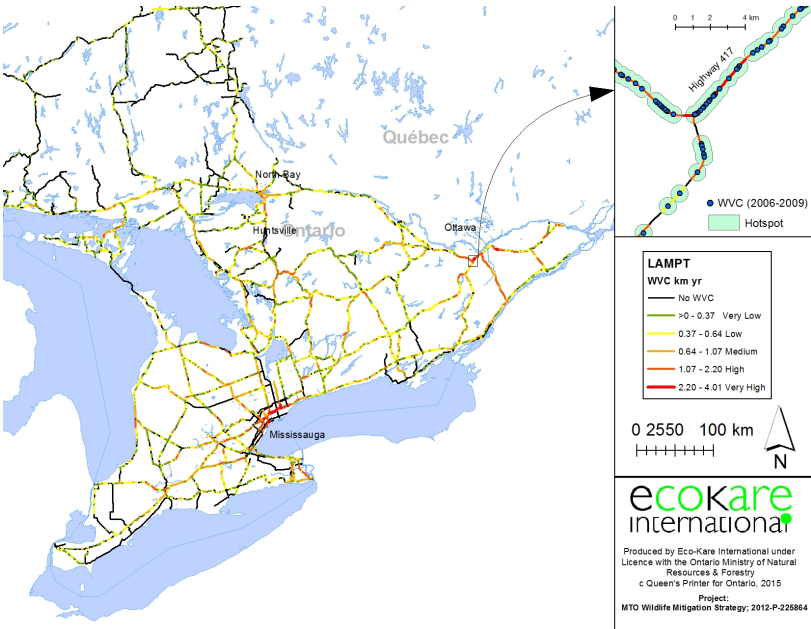 Québec
North Bay
Huntsville
Ontario
Ottawa
Mississauga
0 1 2 4 km
Highway 417
WVC (2006-2009)
Hotspot
LAMPT
WVC km yr
No WVC
>0 - 0.37 Very Low
0.37 - 0.64 Low
0.64 - 1.07 Medium
1.07 - 2.20 High
2.20 - 4.01 Very High
0 2550 100 km
N
ecokare
international
Produced by Eco-Kare International under
Licence with the Ontario Ministry of Natural
Resources & Forestry
c Queen's Printer for Ontario, 2015
Project:
MTO Wildlife Mitigation Strategy; 2012-P-225864